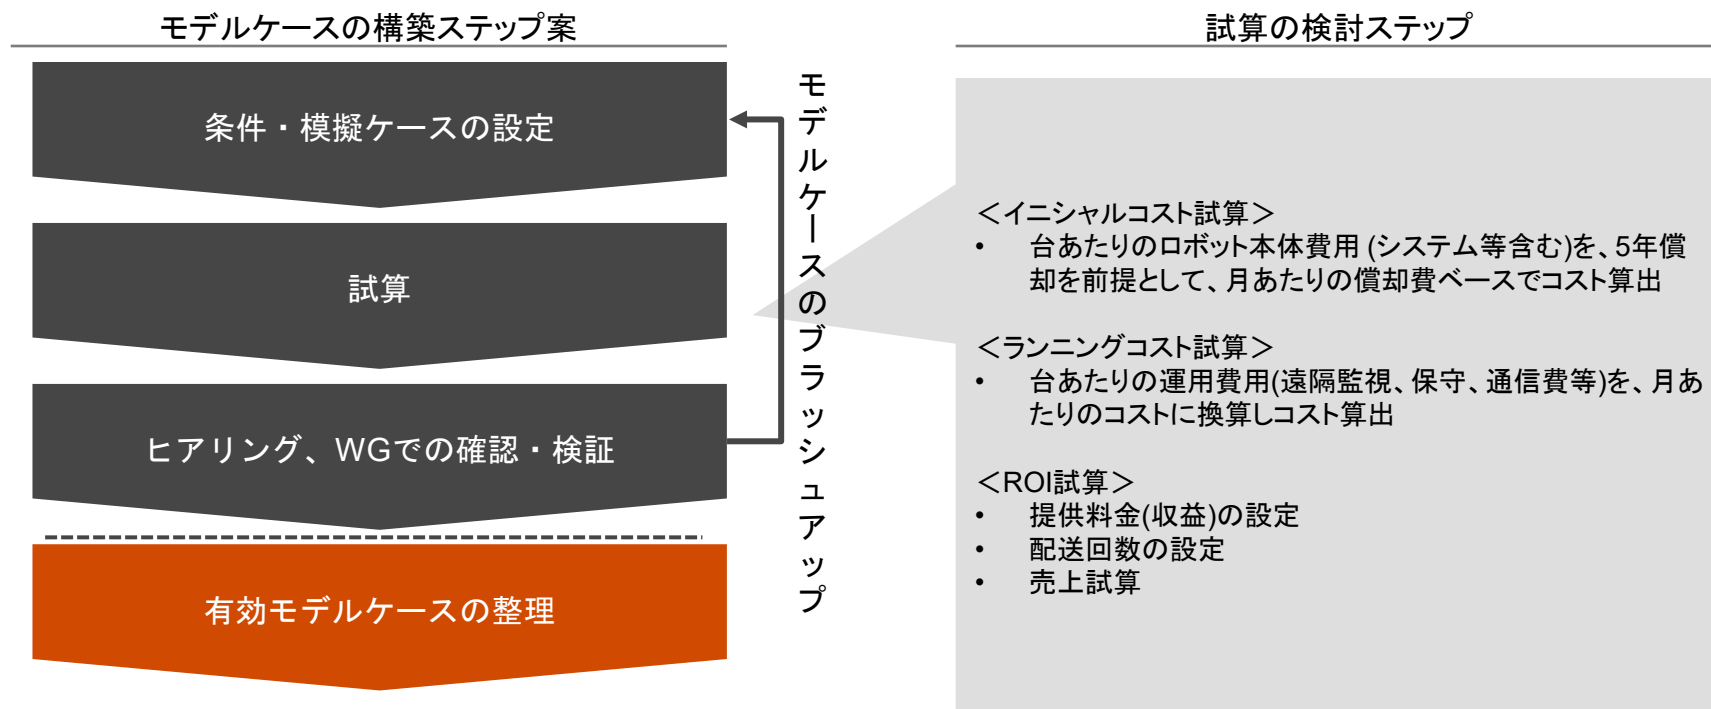 モデルケースの構築ステップ案
条件・模擬ケースの設定
試算
ヒアリング、WGでの確認・検証
有効モデルケースの整理
モデルケースのブラッシュアップ
試算の検討ステップ
＜イニシャルコスト試算＞
• 台あたりのロボット本体費用 (システム等含む)を、5年償
却を前提として、月あたりの償却費ベースでコスト算出
＜ランニングコスト試算＞
• 台あたりの運用費用(遠隔監視、保守、通信費等)を、月あ
たりのコストに換算しコスト算出
＜ROI試算＞
• 提供料金(収益)の設定
• 配送回数の設定
• 売上試算